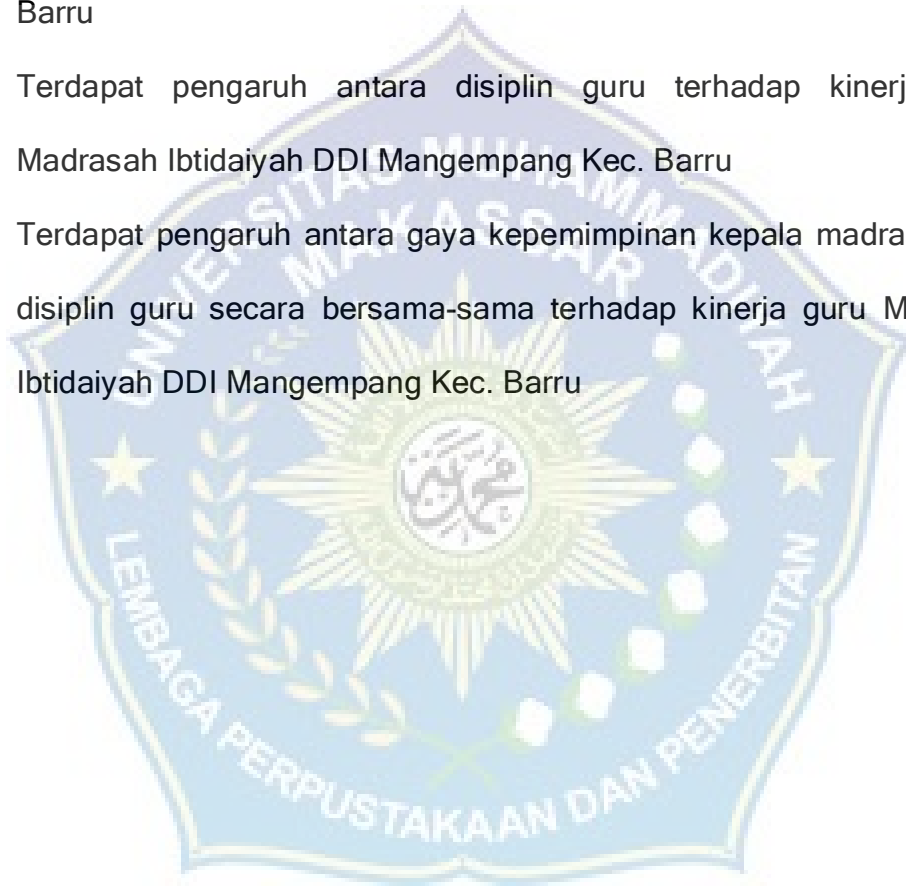 Barru
Terdapat pengaruh antara disiplin guru terhadap kinerj
Madrasah Ibtidaiyah DDI Mangempang Kec. Barru
Terdapat pengaruh antara gaya kepemimpinan kepala madra
disiplin guru secara bersama-sama terhadap kinerja guru M
Ibtidaiyah DDI Mangempang Kec. Barru
UNIVERSITAS MUHAMMADIYAH
MAKASSAR
LEMBAGA PERPUSTAKAAN DAN PENERBITAN